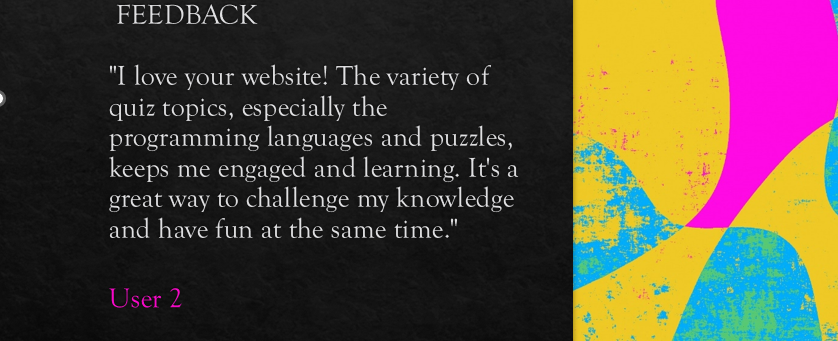 FEEDBACK
"I love your website! The variety of
quiz topics, especially the
programming languages and puzzles,
keeps me engaged and learning. It's a
great way to challenge my knowledge
and have fun at the same time."
User 2